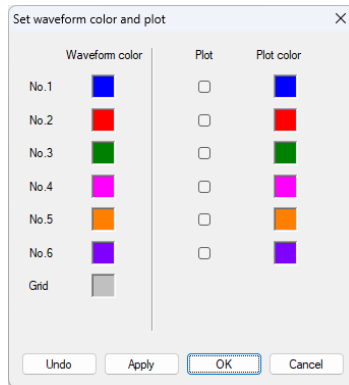 Set waveform color and plot
Waveform color Plot Plot color
No.1
No.2
No.3
No.4
No.5
No.6
Grid
Undo Apply OK Cancel